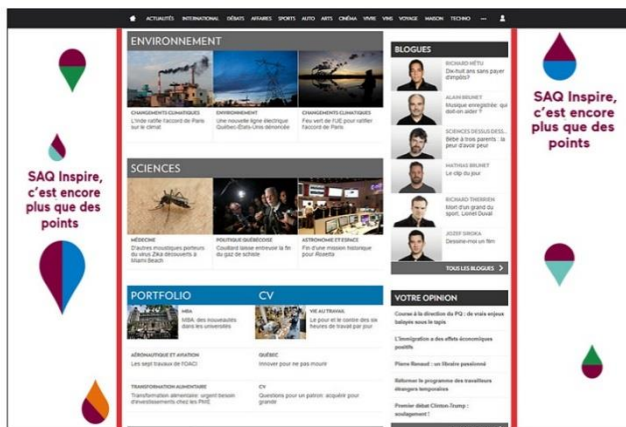 ACTUALITÉS INTERNATIONAL DÉBATS AFFAIRES SPORTS AUTO ARTS CINÉMA VIVRE VINS VOYAGE MAISON TECHNO
SAQ Inspire,
c'est encore
plus que des
points
ENVIRONNEMENT
CHANGEMENTS CLIMATIQUES
L'Inde ratifie l'accord de Paris
sur le climat
ENVIRONNEMENT
Une nouvelle ligne électrique
Québec-États-Unis dénoncée
CHANGEMENTS CLIMATIQUES
Feu vert de l'UE pour ratifier
l'accord de Paris
SCIENCES
MÉDECINE
D'autres moustiques porteurs
du virus Zika découverts à
Miami Beach
POLITIQUE QUÉBÉCOISE
Couillard laisse entrevoir la fin
du gaz de schiste
ASTRONOMIE ET ESPACE
Fin d'une mission historique
pour Rosetta
PORTFOLIO
MBA
MBA: des nouveautés
dans les universités
AÉRONAUTIQUE ET AVIATION
Les sept travaux de l'OACI
TRANSFORMATION ALIMENTAIRE
Transformation alimentaire: urgent besoin
d'investissements chez les PME
CV
VIE AU TRAVAIL
Le pour et le contre des six
heures de travail par jour
QUÉBEC
Innover pour ne pas mourir
CV
Questions pour un patron: acquérir pour
grandir
BLOGUES
RICHARD HÉTU
Dix-huit ans sans payer
d'impôts?
ALAIN BRUNET
Musique enregistrée: qui
doit-on aider ?
SCIENCES DESSUS DESS...
Bébé à trois parents : la
peur d'avoir peur
MATHIAS BRUNET
Le clip du jour
RICHARD THERRIEN
Mort d'un grand du
sport, Lionel Duval
JOZEF SIROKA
Dessine-moi un film
TOUS LES BLOGUES
VOTRE OPINION
Course à la direction du PQ : de vrais enjeux
balayés sous le tapis
L'immigration a des effets économiques
positifs
Pierre Renaud : un libraire passionné
Réformer le programme des travailleurs
étrangers temporaires
Premier débat Clinton-Trump :
soulagement !
SAQ Inspire,
c'est encore
plus que des
points